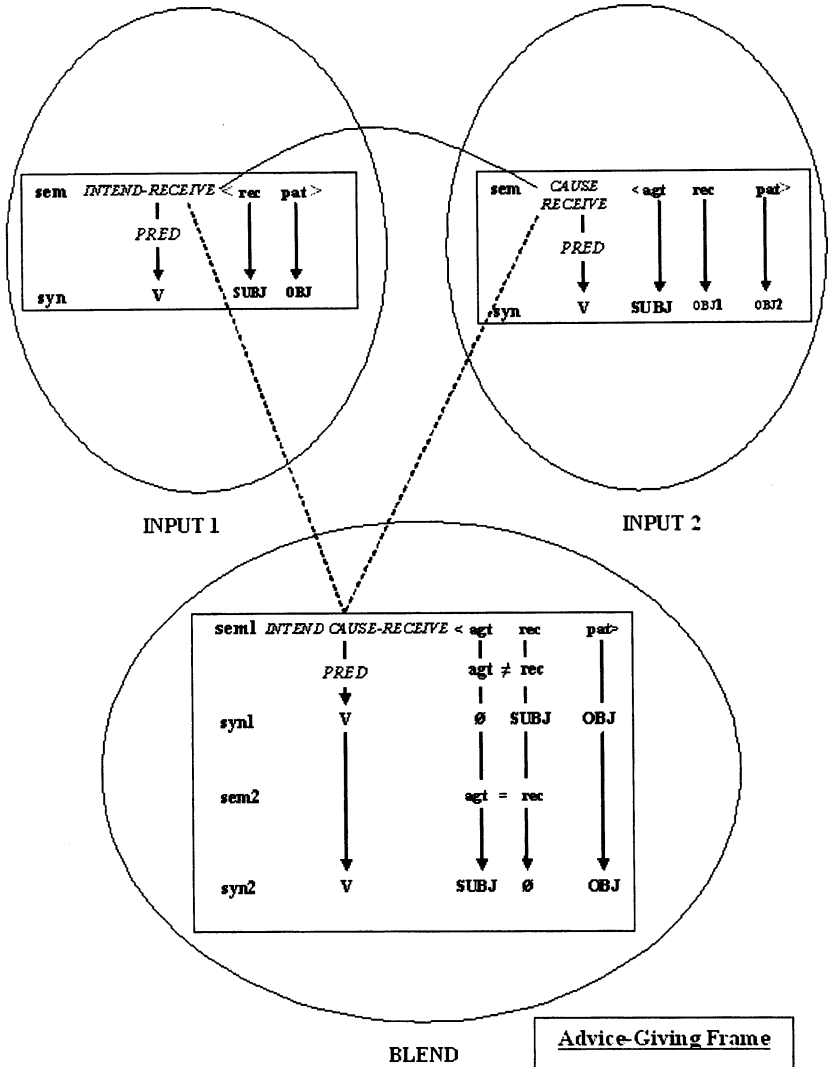 sem INTEND-RECEIVE < rec pat >
PRED
syn V SUBJ OBJ
INPUT 1
sem CAUSE RECEIVE < agt rec pat >
PRED
syn V SUBJ OBJ1 OBJ2
INPUT 2
sem1 INTEND CAUSE-RECEIVE < agt rec pat>
PRED agt ≠ rec
syn1 V Ø SUBJ OBJ
sem2 agt = rec
syn2 V SUBJ Ø OBJ
BLEND
Advice-Giving Frame